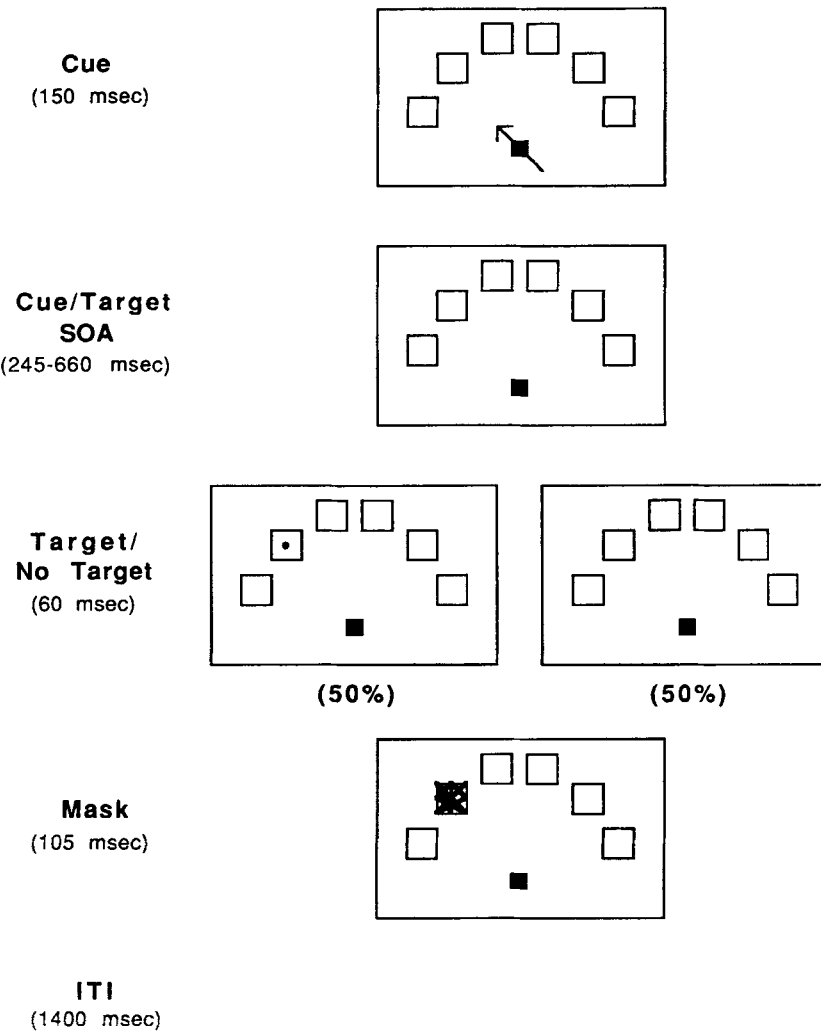 Cue
(150 msec)
Cue/Target
SOA
(245-660 msec)
Target/
No Target
(60 msec)
(50%)
(50%)
Mask
(105 msec)
ITI
(1400 msec)